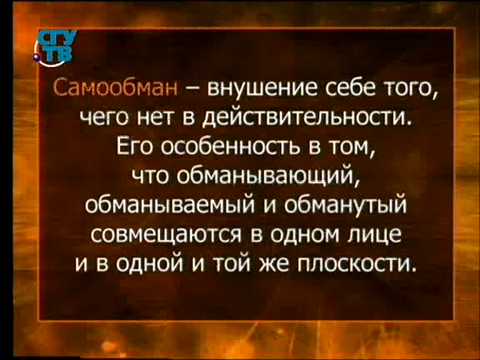 СГУ
ТВ
Самообман – внушение себе того,
чего нет в действительности.
Его особенность в том,
что обманывающий,
обманываемый и обманутый
совмещаются в одном лице
и в одной и той же плоскости.